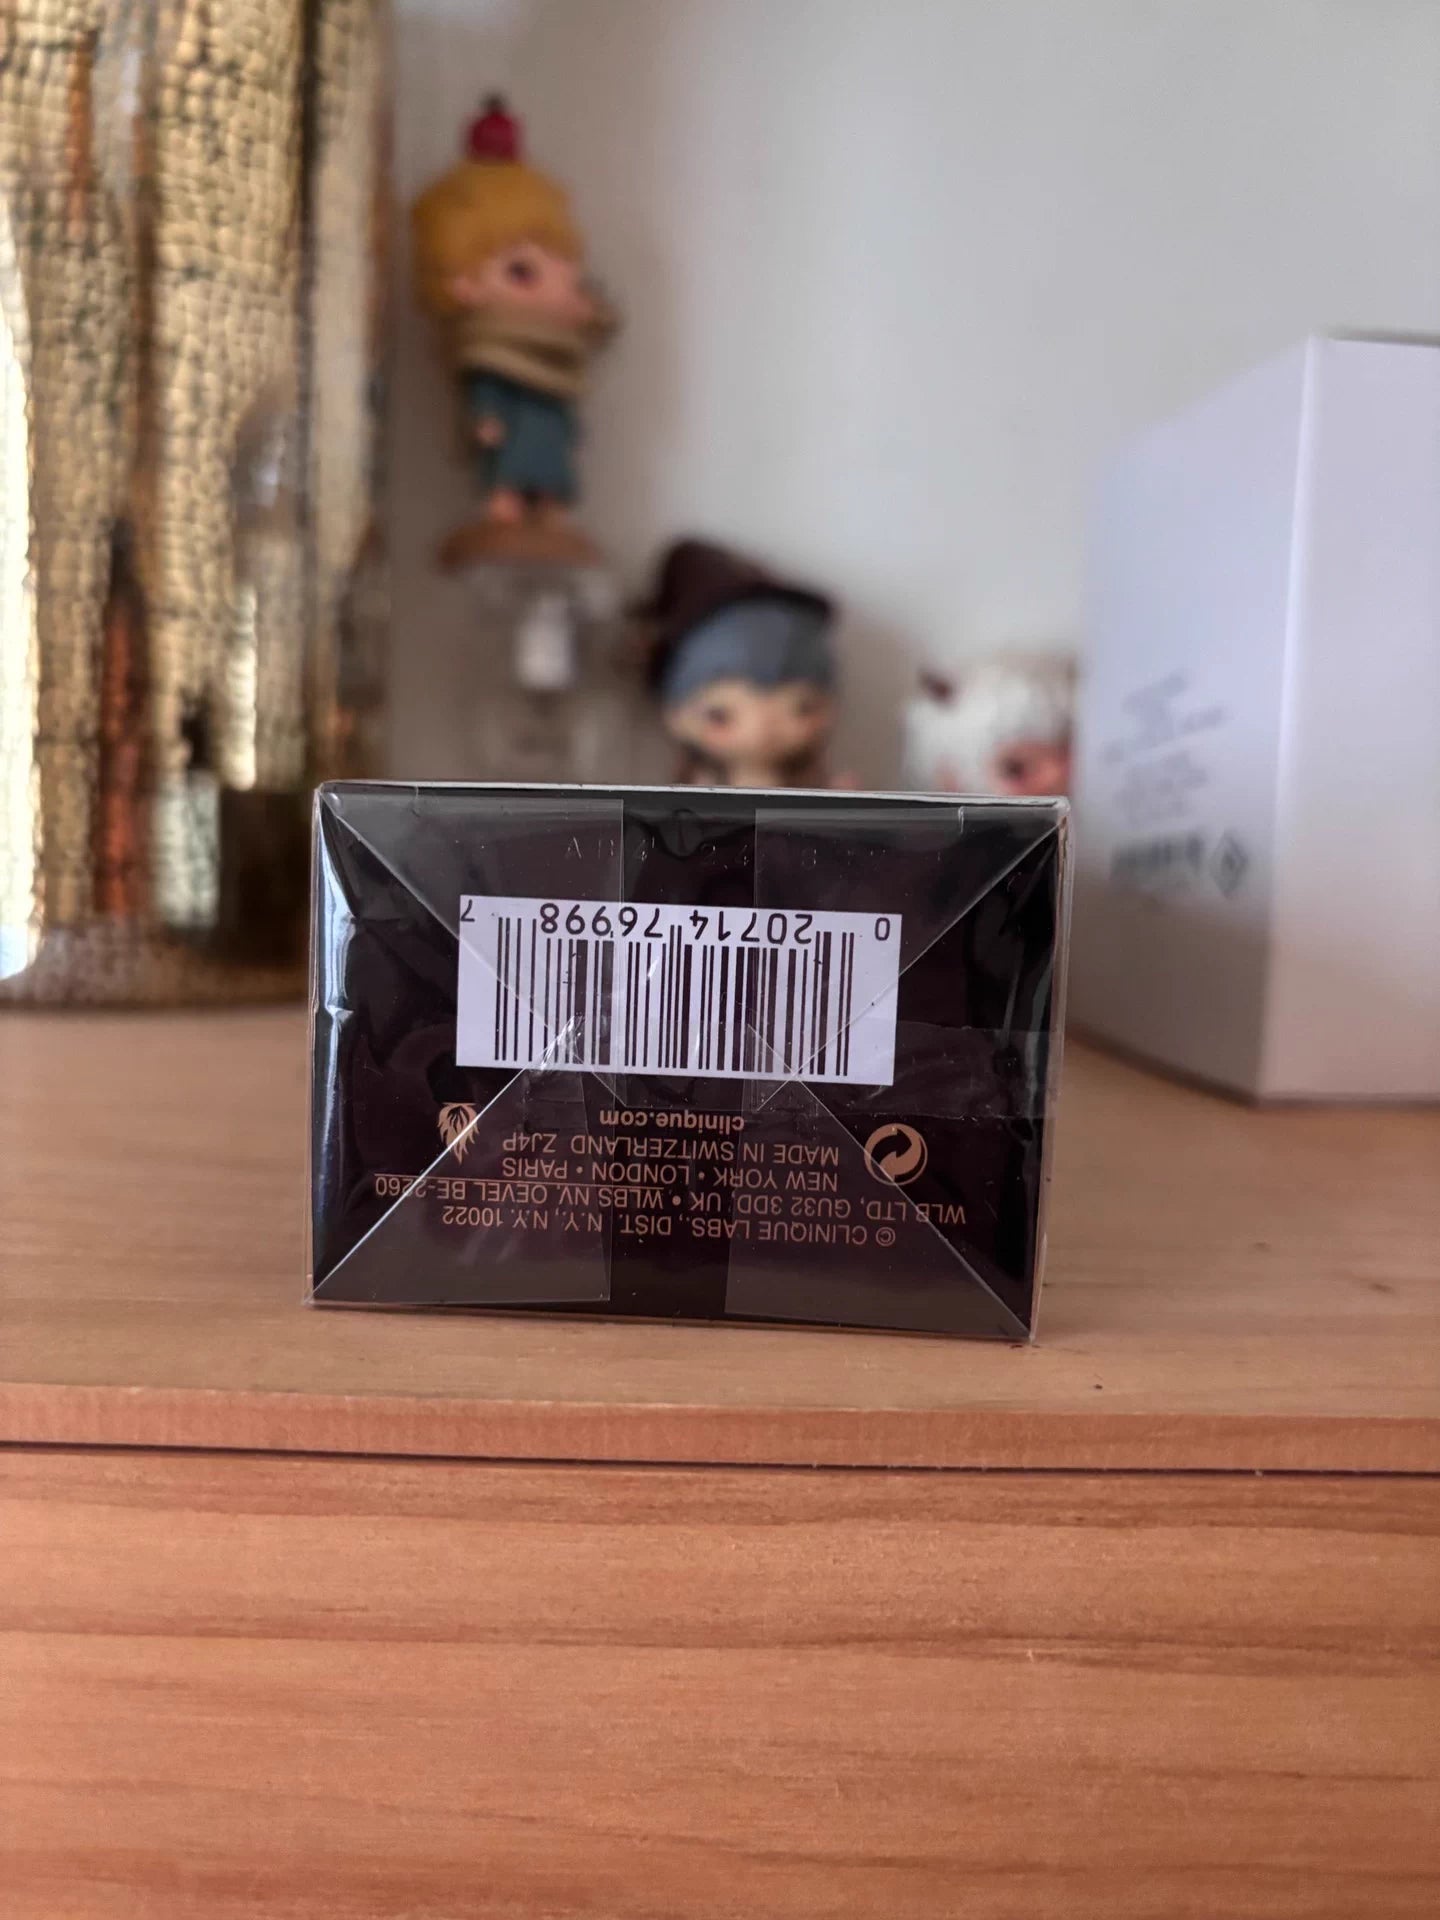 © CLINIQUE LABS., DIST. N.Y., N.Y. 10022
WLB LTD, GU32 3DD, UK • WLBS NV, OEVEL BE-2260
NEW YORK • LONDON • PARIS
MADE IN SWITZERLAND ZJ4P
clinique.com
0 20714 76998 7